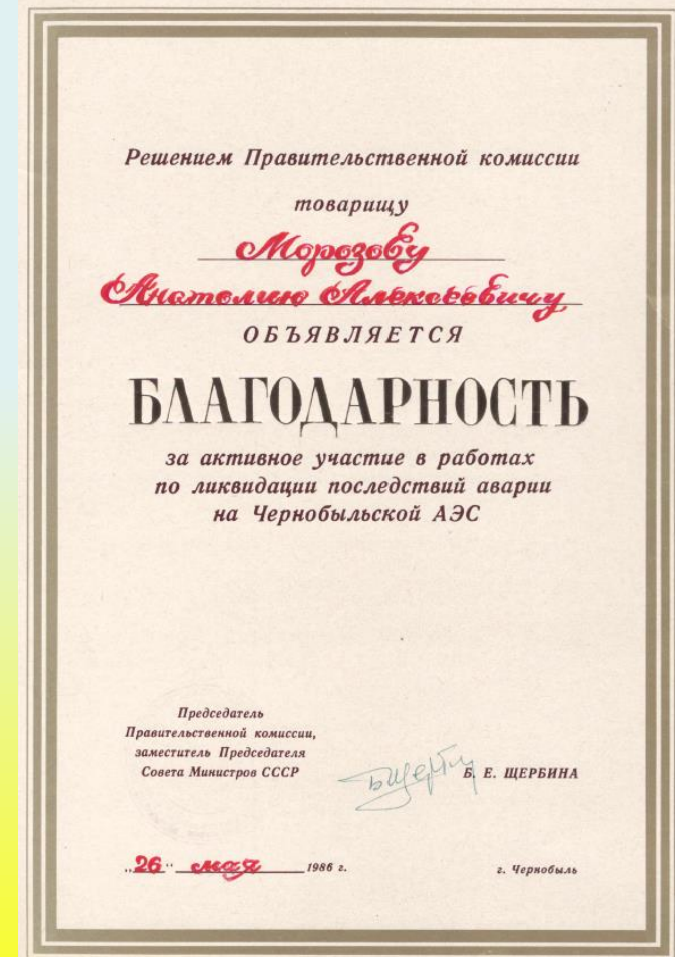 Решением Правительственной комиссии
товарищу
Морозову
Анатолию Алексеевичу
ОБЪЯВЛЯЕТСЯ
БЛАГОДАРНОСТЬ
за активное участие в работах
по ликвидации последствий аварии
на Чернобыльской АЭС
Председатель
Правительственной комиссии,
заместитель Председателя
Совета Министров СССР
Б. Е. ЩЕРБИНА
„26“ мая 1986 г. г. Чернобыль